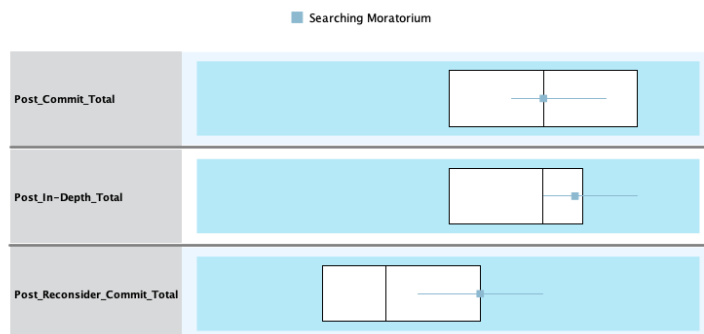 Searching Moratorium
Post_Commit_Total
Post_In-Depth_Total
Post_Reconsider_Commit_Total